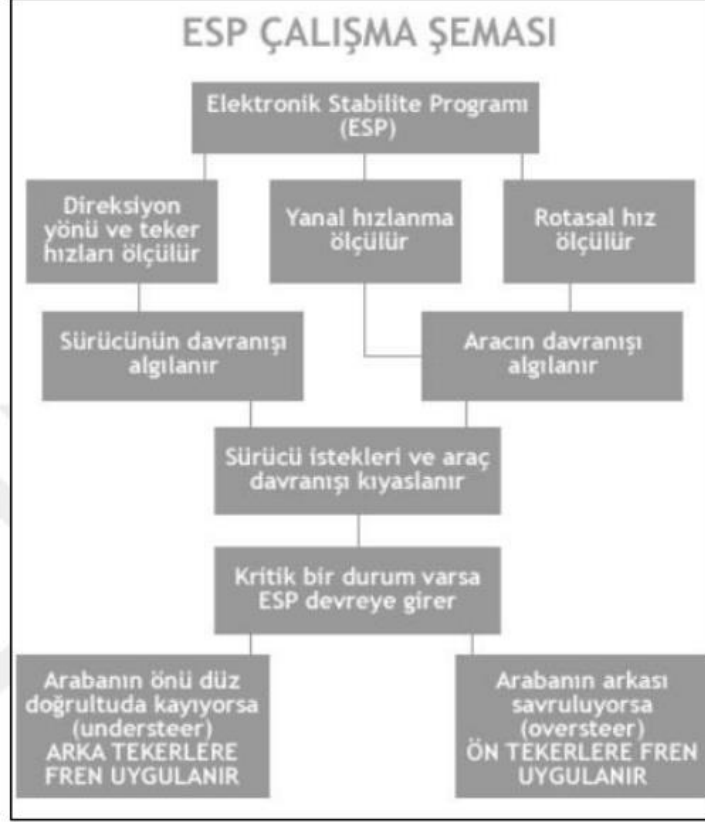 ESP ÇALIŞMA ŞEMASI
Elektronik Stabilite Programı
(ESP)
Direksiyon
yönü ve teker
hızları ölçülür
Yanal hızlanma
ölçülür
Rotasal hız
ölçülür
Sürücünün davranışı
algılanır
Aracın davranışı
algılanır
Sürücü istekleri ve araç
davranışı kıyaslanır
Kritik bir durum varsa
ESP devreye girer
Arabanın önü düz
doğrultuda kayıyorsa
(understeer)
ARKA TEKERLERE
FREN UYGULANIR
Arabanın arkası
savruluyorsa
(oversteer)
ÖN TEKERLERE FREN
UYGULANIR